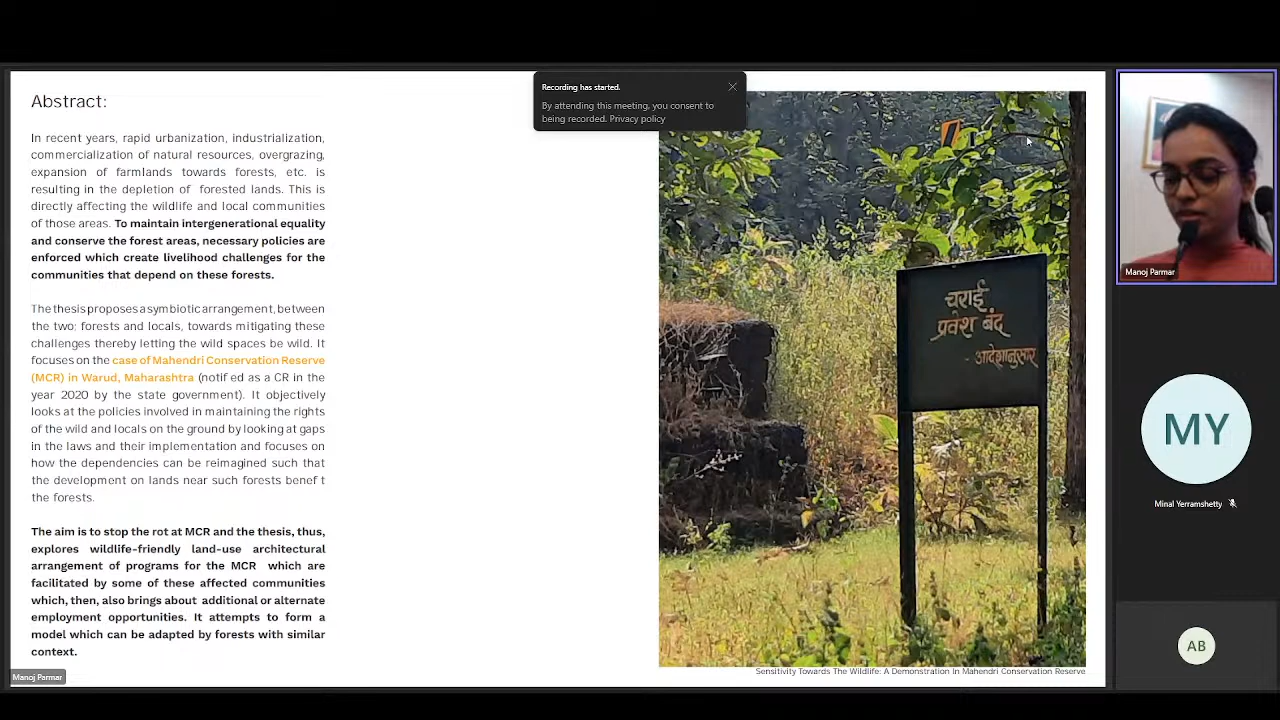 Abstract:
In recent years, rapid urbanization, industrialization,
commercialization of natural resources, overgrazing,
expansion of farmlands towards forests, etc. is
resulting in the depletion of forested lands. This is
directly affecting the wildlife and local communities
of those areas. To maintain intergenerational equality
and conserve the forest areas, necessary policies are
enforced which create livelihood challenges for the
communities that depend on these forests.
The thesis proposes a symbiotic arrangement, between
the two; forests and locals, towards mitigating these
challenges thereby letting the wild spaces be wild. It
focuses on the case of Mahendri Conservation Reserve
(MCR) in Warud, Maharashtra (notif ed as a CR in the
year 2020 by the state government). It objectively
looks at the policies involved in maintaining the rights
of the wild and locals on the ground by looking at gaps
in the laws and their implementation and focuses on
how the dependencies can be reimagined such that
the development on lands near such forests benef t
the forests.
The aim is to stop the rot at MCR and the thesis, thus,
explores wildlife-friendly land-use architectural
arrangement of programs for the MCR which are
facilitated by some of these affected communities
which, then, also brings about additional or alternate
employment opportunities. It attempts to form a
model which can be adapted by forests with similar
context.
Manoj Parmar
Recording has started.
By attending this meeting, you consent to
being recorded. Privacy policy
चराई
प्रवेश बंद
- आदेशानुसार
Sensitivity Towards The Wildlife: A Demonstration In Mahendri Conservation Reserve
Manoj Parmar
MY
Minal Yerramshetty
AB